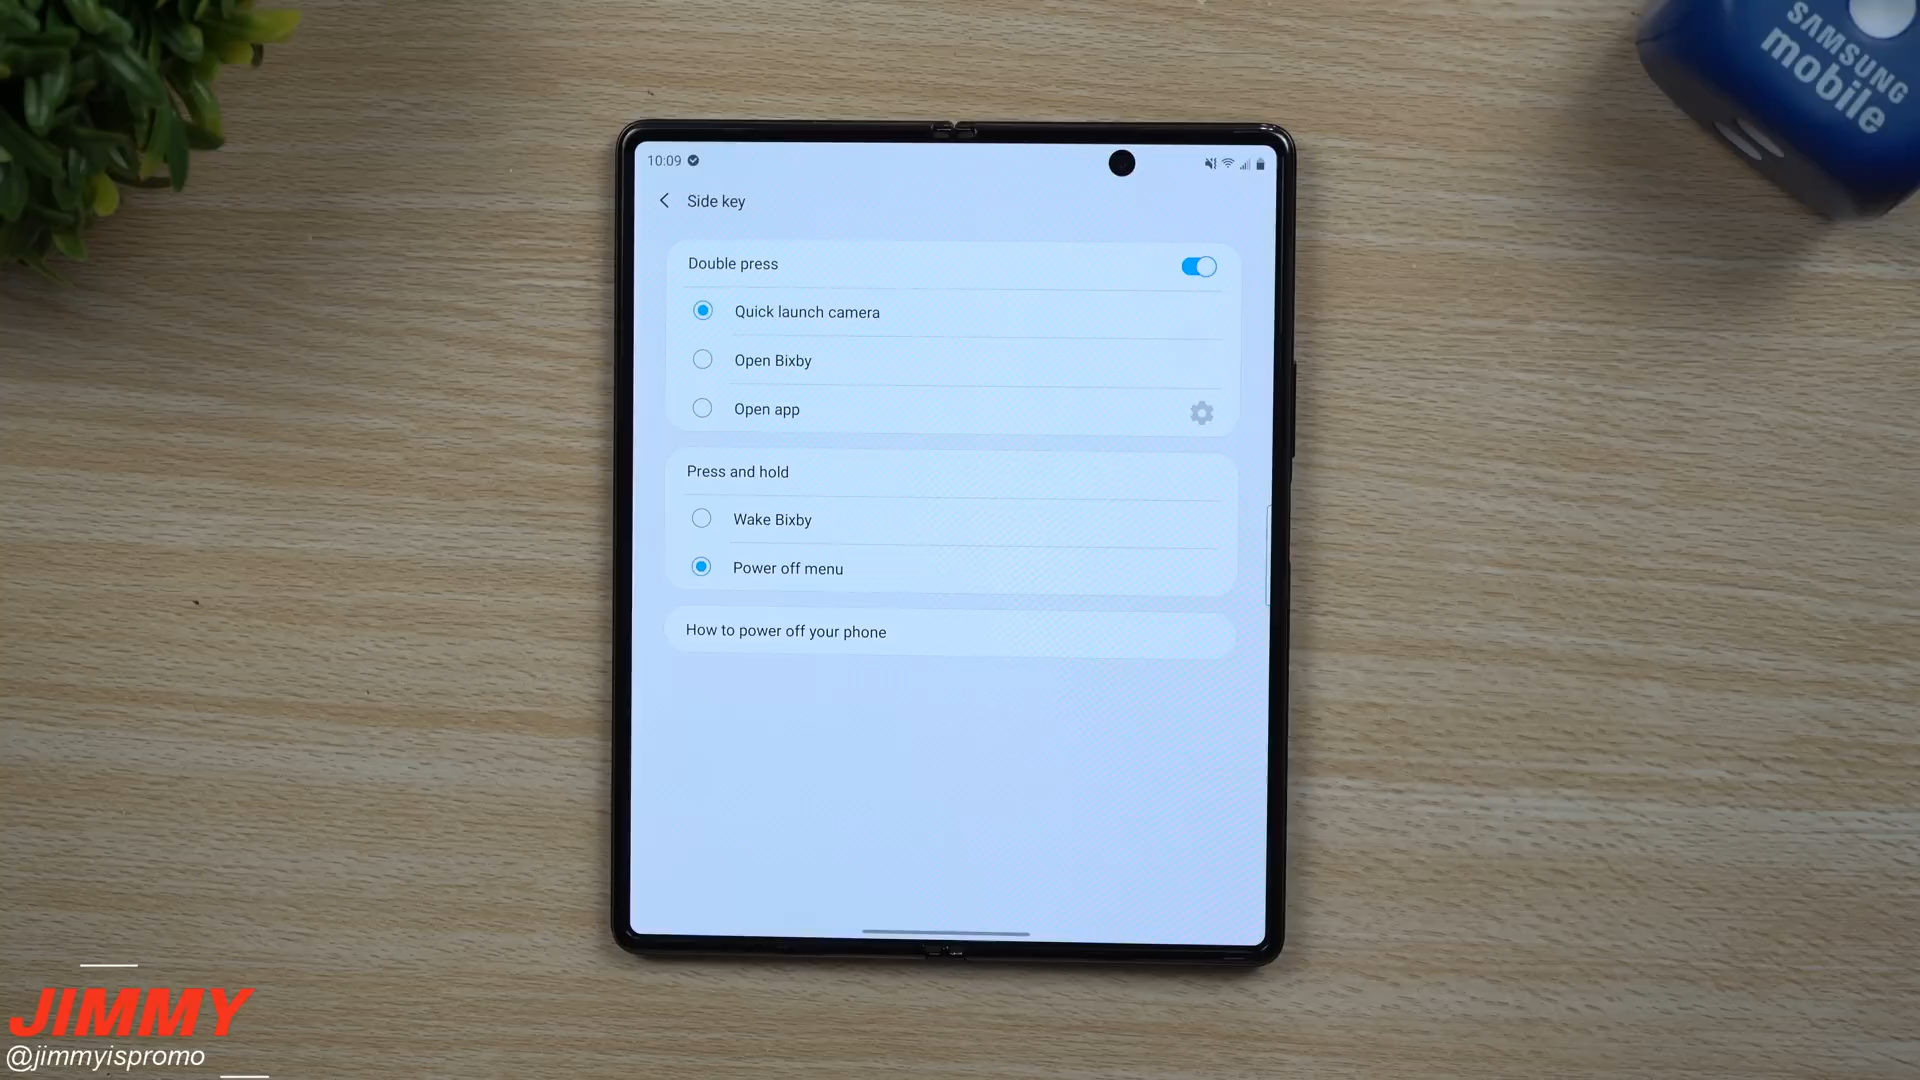 SAMSUNG
mobile
10:09
Side key
Double press
Quick launch camera
Open Bixby
Open app
Press and hold
Wake Bixby
Power off menu
How to power off your phone
JIMMY
@jimmyispromo